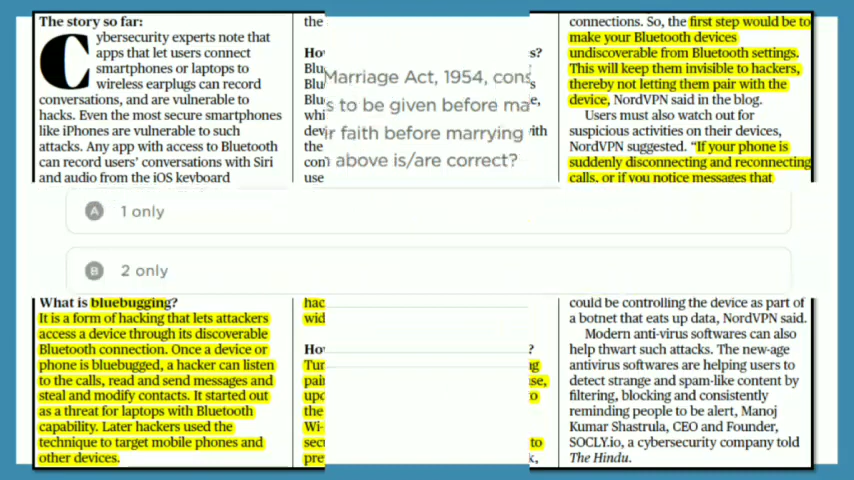 The story so far:
Cybersecurity experts note that
apps that let users connect
smartphones or laptops to
wireless earplugs can record
conversations, and are vulnerable to
hacks. Even the most secure smartphones
like iPhones are vulnerable to such
attacks. Any app with access to Bluetooth
can record users' conversations with Siri
and audio from the iOS keyboard
the
s?
Marriage Act, 1954, cons
s to be given before ma
ir faith before marrying
above is/are correct?
use
connections. So, the first step would be to
make your Bluetooth devices
undiscoverable from Bluetooth settings.
This will keep them invisible to hackers,
thereby not letting them pair with the
device, NordVPN said in the blog.
Users must also watch out for
suspicious activities on their devices,
NordVPN suggested. “If your phone is
suddenly disconnecting and reconnecting
calls, or if you notice messages that
A 1 only
B 2 only
What is bluebugging?
It is a form of hacking that lets attackers
access a device through its discoverable
Bluetooth connection. Once a device or
phone is bluebugged, a hacker can listen
to the calls, read and send messages and
steal and modify contacts. It started out
as a threat for laptops with Bluetooth
capability. Later hackers used the
technique to target mobile phones and
other devices.
hac
wid
Ho
?
Tur
ng
pai
use,
upd
to
the
Wi-
sec
to
pre
k,
could be controlling the device as part of
a botnet that eats up data, NordVPN said.
Modern anti-virus softwares can also
help thwart such attacks. The new-age
antivirus softwares are helping users to
detect strange and spam-like content by
filtering, blocking and consistently
reminding people to be alert, Manoj
Kumar Shastrula, CEO and Founder,
SOCLY.io, a cybersecurity company told
The Hindu.